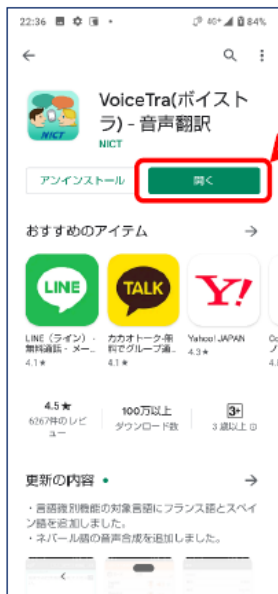 22:36
4G+ 84%
VoiceTra(ボイスト
ラ) - 音声翻訳
NICT
NICT
アンインストール
開く
おすすめのアイテム
LINE
TALK
Y!
LINE（ライン） -
無料通話・メー...
4.1★
カカオトーク-無
料でグループ通...
4.1★
Yahoo! JAPAN
4.3★
4.5★
6267件のレビ
ュー
100万以上
ダウンロード数
3+
3 歳以上
更新の内容
・言語識別機能の対象言語にフランス語とスペイ
ン語を追加しました。
・ネパール語の音声合成を追加しました。